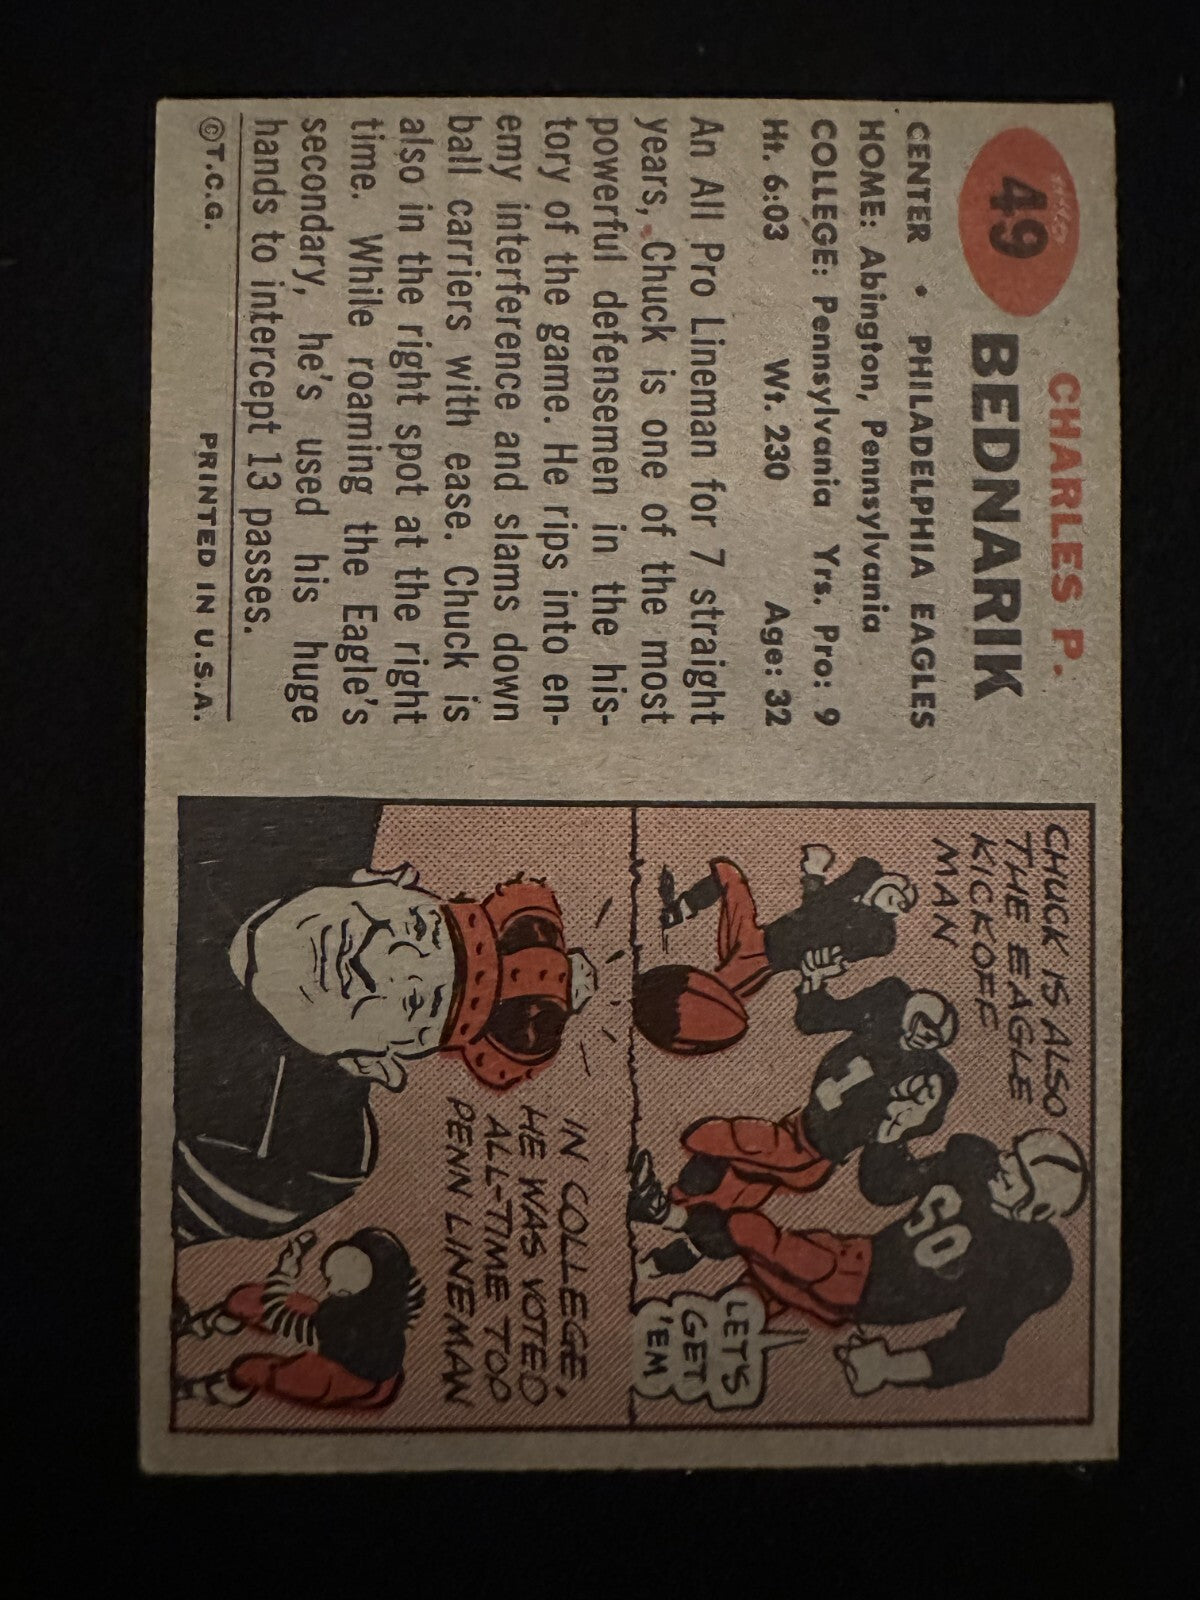 49
CHARLES P.
BEDNARIK
CENTER • PHILADELPHIA EAGLES
HOME: Abington, Pennsylvania
COLLEGE: Pennsylvania Yrs. Pro: 9
Ht. 6:03 Wt. 230 Age: 32
An All Pro Lineman for 7 straight
years, Chuck is one of the most
powerful defensemen in the his-
tory of the game. He rips into en-
emy interference and slams down
ball carriers with ease. Chuck is
also in the right spot at the right
time. While roaming the Eagle's
secondary, he's used his huge
hands to intercept 13 passes.
©T.C.G. PRINTED IN U.S.A.
CHUCK IS ALSO
THE EAGLE
KICKOFF
MAN
1
50
LET'S
GET
'EM
IN COLLEGE,
HE WAS VOTED
ALL-TIME TOO
PENN LINEMAN